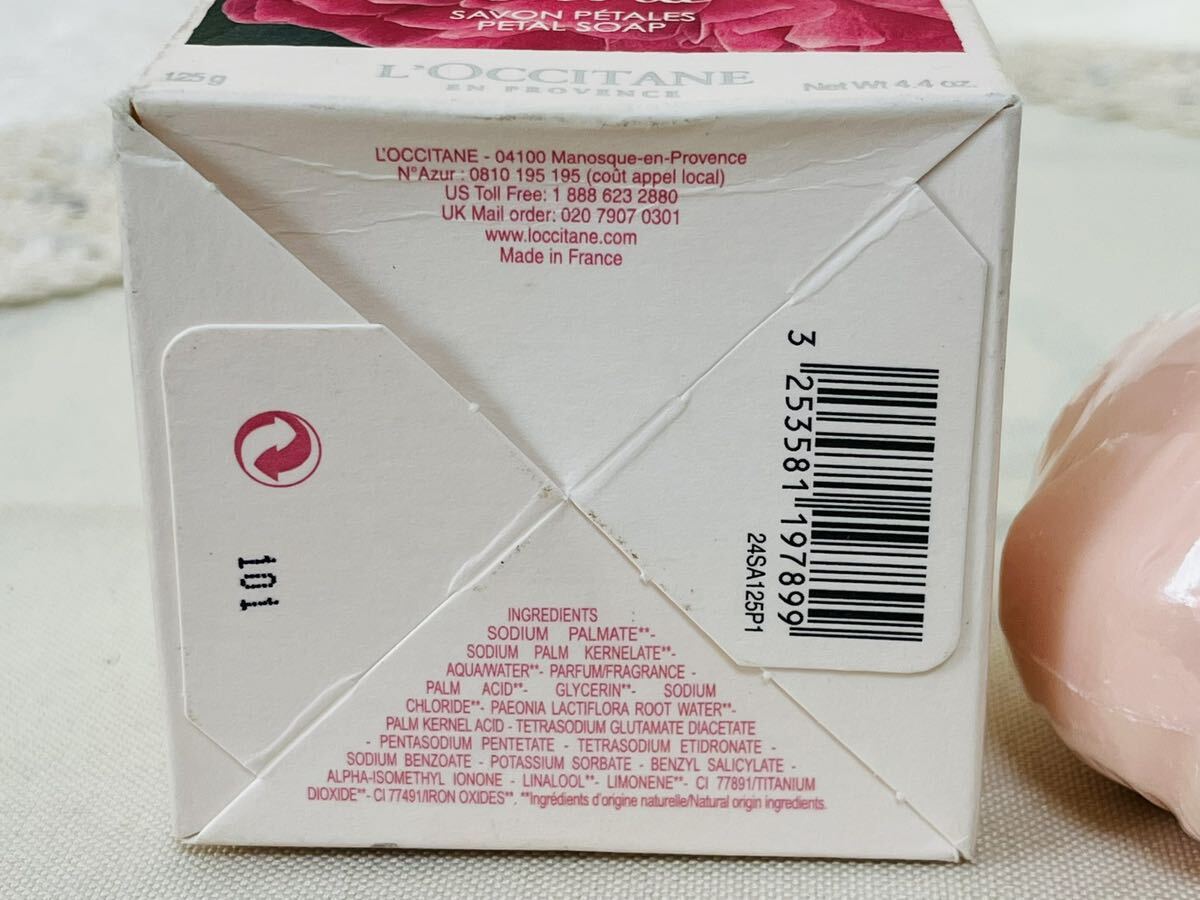 SAVON PÉTALES
PETAL SOAP
125 g
L'OCCITANE
EN PROVENCE
Net Wt 4.4 oz.
L'OCCITANE - 04100 Manosque-en-Provence
N°Azur : 0810 195 195 (coût appel local)
US Toll Free: 1 888 623 2880
UK Mail order: 020 7907 0301
www.loccitane.com
Made in France
3 253581 197899
24SA125P1
101
INGREDIENTS
SODIUM PALMATE**-
SODIUM PALM KERNELATE**-
AQUA/WATER**- PARFUM/FRAGRANCE -
PALM ACID**- GLYCERIN**- SODIUM
CHLORIDE**- PAEONIA LACTIFLORA ROOT WATER**-
PALM KERNEL ACID - TETRASODIUM GLUTAMATE DIACETATE
- PENTASODIUM PENTETATE - TETRASODIUM ETIDRONATE -
SODIUM BENZOATE - POTASSIUM SORBATE - BENZYL SALICYLATE -
ALPHA-ISOMETHYL IONONE - LINALOOL**- LIMONENE**- CI 77891/TITANIUM
DIOXIDE**- CI 77491/IRON OXIDES**. **Ingrédients d'origine naturelle/Natural origin ingredients.